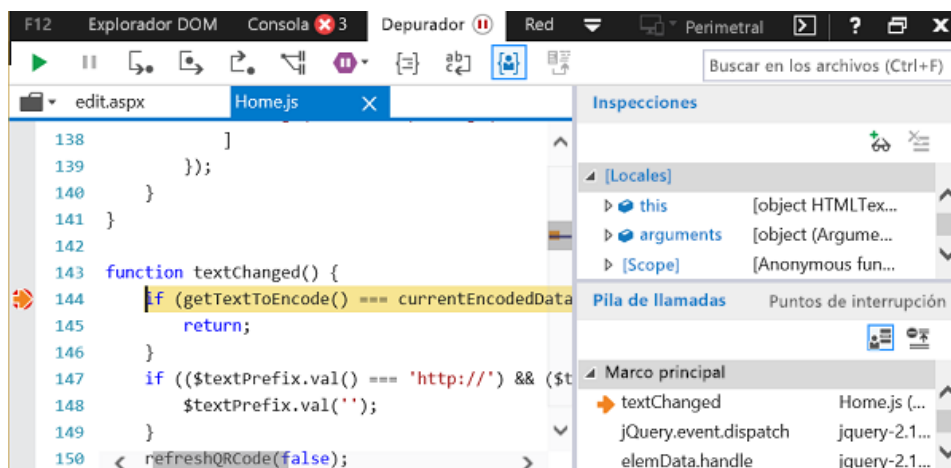 F12 Explorador DOM Consola 3 Depurador Red Perimetral ? X
Buscar en los archivos (Ctrl+F)
edit.aspx Home.js
138 ]
139 });
140 }
141 }
142
143 function textChanged() {
144 if (getTextToEncode() === currentEncodedData
145 return;
146 }
147 if (($textPrefix.val() === 'http://') && ($t
148 $textPrefix.val('');
149 }
150 refreshQRCode(false);
Inspecciones
[Locales]
this [object HTMLTex...
arguments [object (Argume...
[Scope] [Anonymous fun...
Pila de llamadas Puntos de interrupción
Marco principal
textChanged Home.js (...
jQuery.event.dispatch jquery-2.1...
elemData.handle jquery-2.1...